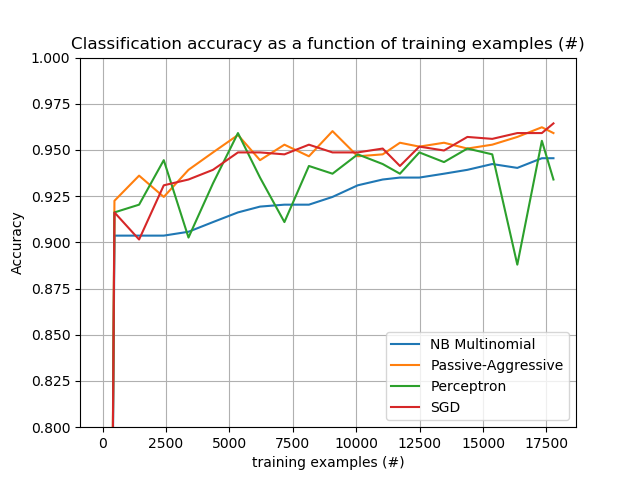 Classification accuracy as a function of training examples (#)
1.000
0.975
0.950
0.925
0.900
0.875
0.850
0.825
0.800
Accuracy
NB Multinomial
Passive-Aggressive
Perceptron
SGD
0 2500 5000 7500 10000 12500 15000 17500
training examples (#)